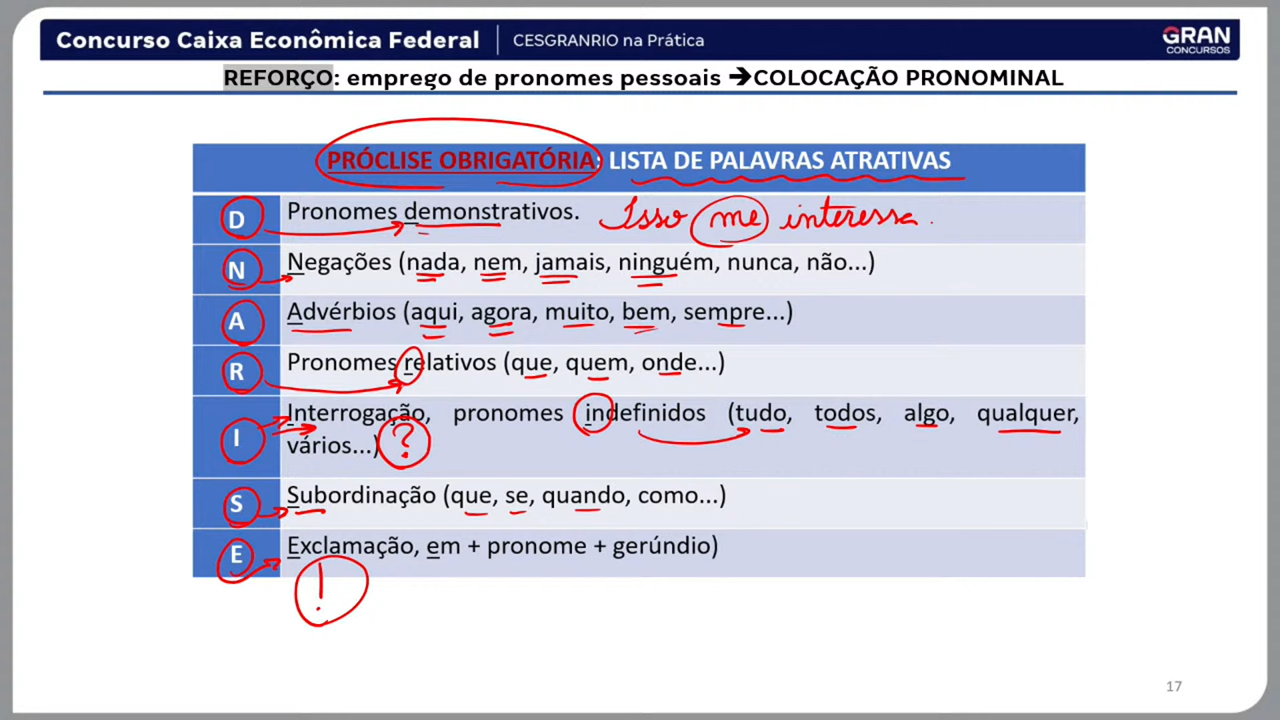 Concurso Caixa Econômica Federal | CESGRANRIO na Prática
GRAN
CONCURSOS
REFORÇO: emprego de pronomes pessoais ➔COLOCAÇÃO PRONOMINAL
PRÓCLISE OBRIGATÓRIA: LISTA DE PALAVRAS ATRATIVAS
D Pronomes demonstrativos. Isso me interessa.
N Negações (nada, nem, jamais, ninguém, nunca, não...)
A Advérbios (aqui, agora, muito, bem, sempre...)
R Pronomes relativos (que, quem, onde...)
I Interrogação, pronomes indefinidos (tudo, todos, algo, qualquer,
vários...) ?
S Subordinação (que, se, quando, como...)
E Exclamação, em + pronome + gerúndio)
!
17